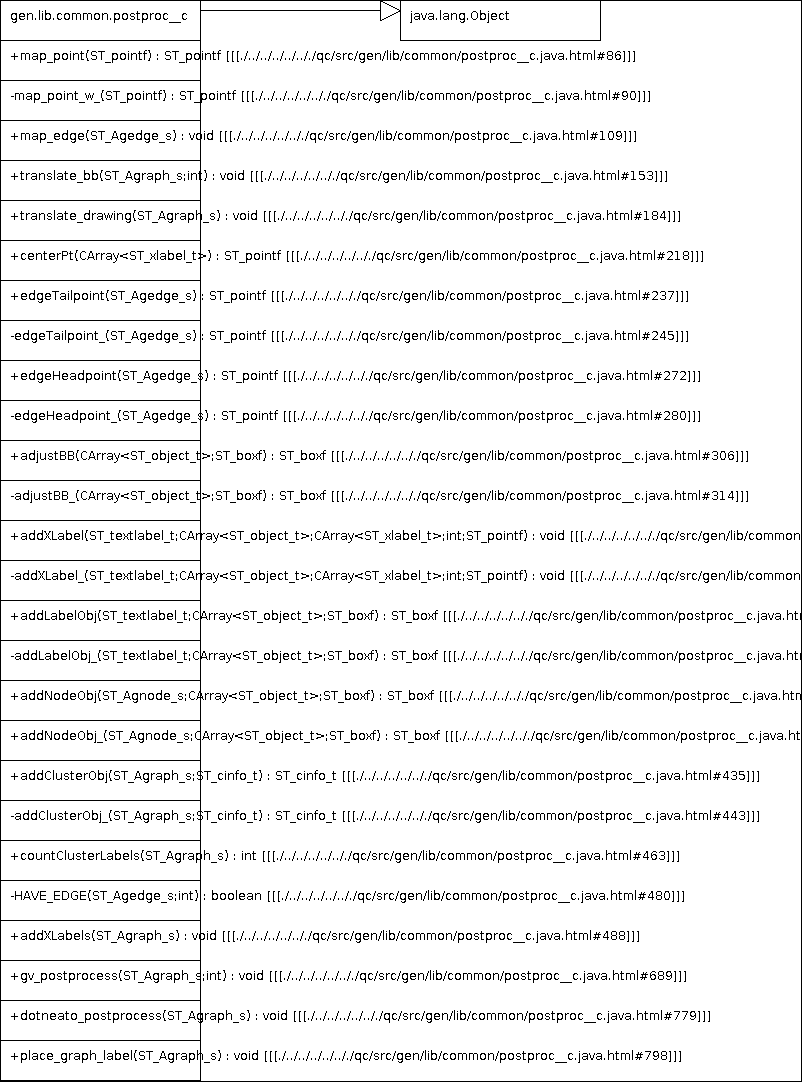 gen.lib.common.postproc__c
java.lang.Object
+map_point(ST_pointf) : ST_pointf [[[./../../../../../../qc/src/gen/lib/common/postproc__c.java.html#86]]]
-map_point_w_(ST_pointf) : ST_pointf [[[./../../../../../../qc/src/gen/lib/common/postproc__c.java.html#90]]]
+map_edge(ST_Agedge_s) : void [[[./../../../../../../qc/src/gen/lib/common/postproc__c.java.html#109]]]
+translate_bb(ST_Agraph_s;int) : void [[[./../../../../../../qc/src/gen/lib/common/postproc__c.java.html#153]]]
+translate_drawing(ST_Agraph_s) : void [[[./../../../../../../qc/src/gen/lib/common/postproc__c.java.html#184]]]
+centerPt(CArray<ST_xlabel_t>) : ST_pointf [[[./../../../../../../qc/src/gen/lib/common/postproc__c.java.html#218]]]
+edgeTailpoint(ST_Agedge_s) : ST_pointf [[[./../../../../../../qc/src/gen/lib/common/postproc__c.java.html#237]]]
-edgeTailpoint_(ST_Agedge_s) : ST_pointf [[[./../../../../../../qc/src/gen/lib/common/postproc__c.java.html#245]]]
+edgeHeadpoint(ST_Agedge_s) : ST_pointf [[[./../../../../../../qc/src/gen/lib/common/postproc__c.java.html#272]]]
-edgeHeadpoint_(ST_Agedge_s) : ST_pointf [[[./../../../../../../qc/src/gen/lib/common/postproc__c.java.html#280]]]
+adjustBB(CArray<ST_object_t>;ST_boxf) : ST_boxf [[[./../../../../../../qc/src/gen/lib/common/postproc__c.java.html#306]]]
-adjustBB_(CArray<ST_object_t>;ST_boxf) : ST_boxf [[[./../../../../../../qc/src/gen/lib/common/postproc__c.java.html#314]]]
+addXLabel(ST_textlabel_t;CArray<ST_object_t>;CArray<ST_xlabel_t>;int;ST_pointf) : void [[[./../../../../../../qc/src/gen/lib/common
-addXLabel_(ST_textlabel_t;CArray<ST_object_t>;CArray<ST_xlabel_t>;int;ST_pointf) : void [[[./../../../../../../qc/src/gen/lib/common
+addLabelObj(ST_textlabel_t;CArray<ST_object_t>;ST_boxf) : ST_boxf [[[./../../../../../../qc/src/gen/lib/common/postproc__c.java.ht
-addLabelObj_(ST_textlabel_t;CArray<ST_object_t>;ST_boxf) : ST_boxf [[[./../../../../../../qc/src/gen/lib/common/postproc__c.java.ht
+addNodeObj(ST_Agnode_s;CArray<ST_object_t>;ST_boxf) : ST_boxf [[[./../../../../../../qc/src/gen/lib/common/postproc__c.java.htm
-addNodeObj_(ST_Agnode_s;CArray<ST_object_t>;ST_boxf) : ST_boxf [[[./../../../../../../qc/src/gen/lib/common/postproc__c.java.ht
+addClusterObj(ST_Agraph_s;ST_cinfo_t) : ST_cinfo_t [[[./../../../../../../qc/src/gen/lib/common/postproc__c.java.html#435]]]
-addClusterObj_(ST_Agraph_s;ST_cinfo_t) : ST_cinfo_t [[[./../../../../../../qc/src/gen/lib/common/postproc__c.java.html#443]]]
+countClusterLabels(ST_Agraph_s) : int [[[./../../../../../../qc/src/gen/lib/common/postproc__c.java.html#463]]]
-HAVE_EDGE(ST_Agedge_s;int) : boolean [[[./../../../../../../qc/src/gen/lib/common/postproc__c.java.html#480]]]
+addXLabels(ST_Agraph_s) : void [[[./../../../../../../qc/src/gen/lib/common/postproc__c.java.html#488]]]
+gv_postprocess(ST_Agraph_s;int) : void [[[./../../../../../../qc/src/gen/lib/common/postproc__c.java.html#689]]]
+dotneato_postprocess(ST_Agraph_s) : void [[[./../../../../../../qc/src/gen/lib/common/postproc__c.java.html#779]]]
+place_graph_label(ST_Agraph_s) : void [[[./../../../../../../qc/src/gen/lib/common/postproc__c.java.html#798]]]